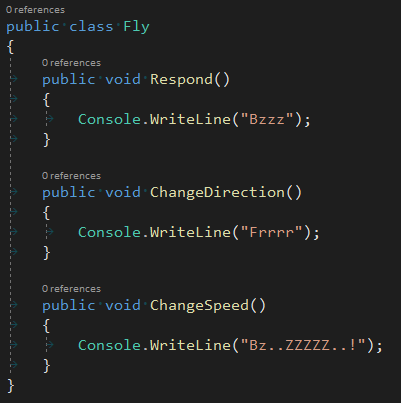 0 references
public class Fly
{
0 references
public void Respond()
{
Console.WriteLine("Bzzz");
}
0 references
public void ChangeDirection()
{
Console.WriteLine("Frrrr");
}
0 references
public void ChangeSpeed()
{
Console.WriteLine("Bz..ZZZZZ..!");
}
}